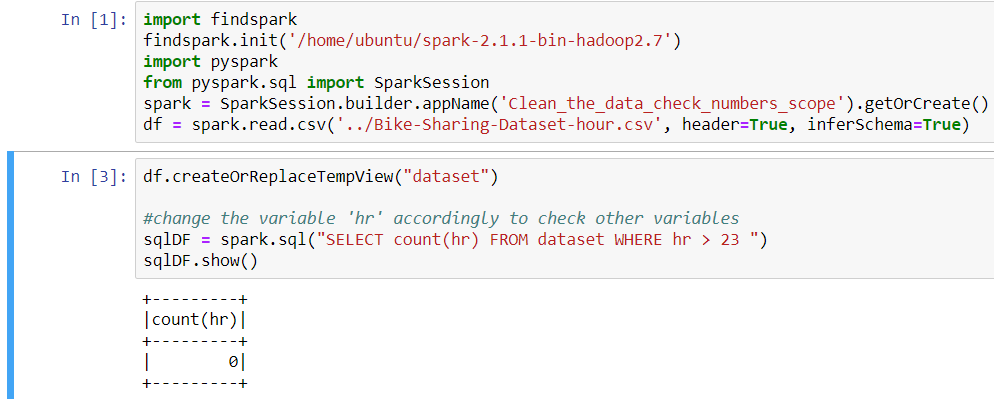 In [1]: import findspark
findspark.init('/home/ubuntu/spark-2.1.1-bin-hadoop2.7')
import pyspark
from pyspark.sql import SparkSession
spark = SparkSession.builder.appName('Clean_the_data_check_numbers_scope').getOrCreate()
df = spark.read.csv('../Bike-Sharing-Dataset-hour.csv', header=True, inferSchema=True)
In [3]: df.createOrReplaceTempView("dataset")
#change the variable 'hr' accordingly to check other variables
sqlDF = spark.sql("SELECT count(hr) FROM dataset WHERE hr > 23 ")
sqlDF.show()
+---------+
|count(hr)|
+---------+
|        0|
+---------+